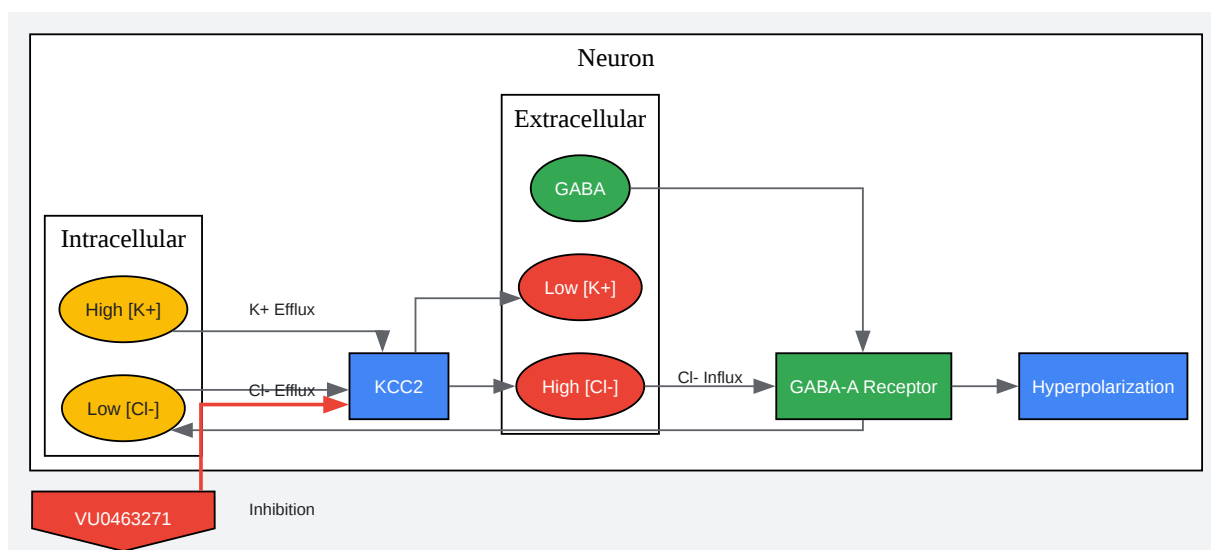 Neuron
Extracellular
GABA
Intracellular
High [K+]
K+ Efflux
Low [K+]
Low [Cl-]
Cl- Efflux
KCC2
High [Cl-]
Cl- Influx
GABA-A Receptor
Hyperpolarization
VU0463271
Inhibition